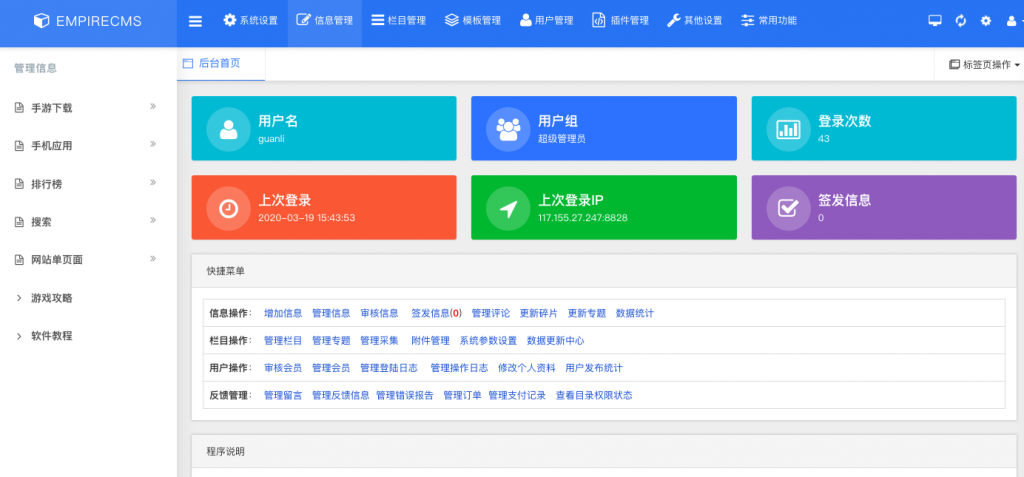 EMPIRECMS 系统设置 信息管理 栏目管理 模板管理 用户管理 插件管理 其他设置 常用功能
管理信息
手游下载
手机应用
排行榜
搜索
网站单页面
游戏攻略
软件教程
后台首页 标签页操作
用户名
guanli
用户组
超级管理员
登录次数
43
上次登录
2020-03-19 15:43:53
上次登录IP
117.155.27.247:8828
签发信息
0
快捷菜单
信息操作: 增加信息 管理信息 审核信息 签发信息(0) 管理评论 更新碎片 更新专题 数据统计
栏目操作: 管理栏目 管理专题 管理采集 附件管理 系统参数设置 数据更新中心
用户操作: 审核会员 管理会员 管理登陆日志 管理操作日志 修改个人资料 用户发布统计
反馈管理: 管理留言 管理反馈信息 管理错误报告 管理订单 管理支付记录 查看目录权限状态
程序说明